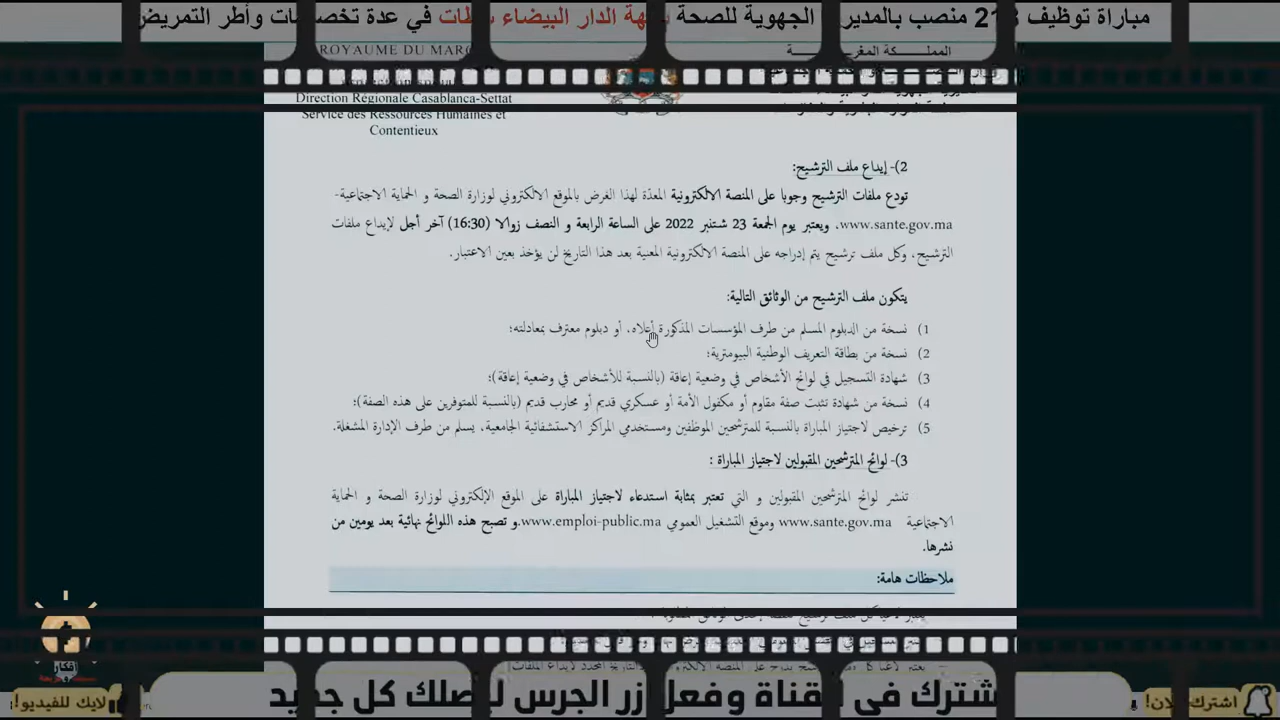 مباراة توظيف منصب الجهوية للصحة الدار البيضاء في عدة وأطر التمريض
ROYAUME DU
المملـــكة
Direction Régionale Casablanca-Settat
Service des Ressources Humaines et
Contentieux
2)- إيداع ملف الترشيح:
تودع ملفات الترشيح وجوبا على المنصة الالكترونية المعدّة لهذا الغرض بالموقع الالكتروني لوزارة الصحة و الحماية الاجتماعية-
www.sante.gov.ma، ويعتبر يوم الجمعة 23 شتنبر 2022 على الساعة الرابعة و النصف زوالا (16:30) آخر أجل لإيداع ملفات
الترشيح، وكل ملف ترشيح يتم إدراجه على المنصة الالكترونية المعنية بعد هذا التاريخ لن يؤخذ بعين الاعتبار.
يتكون ملف الترشيح من الوثائق التالية:
1) نسخة من الدبلوم المسلم من طرف المؤسسات المذكورة أعلاه، أو دبلوم معترف بمعادلته؛
2) نسخة من بطاقة التعريف الوطنية البيومترية؛
3) شهادة التسجيل في لوائح الأشخاص في وضعية إعاقة (بالنسبة للأشخاص في وضعية إعاقة)؛
4) نسخة من شهادة تثبت صفة مقاوم أو مكفول الأمة أو عسكري قديم أو محارب قديم (بالنسبة للمتوفرين على هذه الصفة)؛
5) ترخيص لاجتياز المباراة بالنسبة للمترشحين الموظفين ومستخدمي المراكز الاستشفائية الجامعية، يسلم من طرف الإدارة المشغلة.
3)- لوائح المترشحين المقبولين لاجتياز المباراة :
تنشر لوائح المترشحين المقبولين و التي تعتبر بمثابة استدعاء لاجتياز المباراة على الموقع الإلكتروني لوزارة الصحة و الحماية
الاجتماعية www.sante.gov.ma وموقع التشغيل العمومي www.emploi-public.ma.و تصبح هذه اللوائح نهائية بعد يومين من
نشرها.
ملاحظات هامة:
أفكار
لايك للفيديو!
وفعل زر الجرس كل جديد
اشترك الآن!